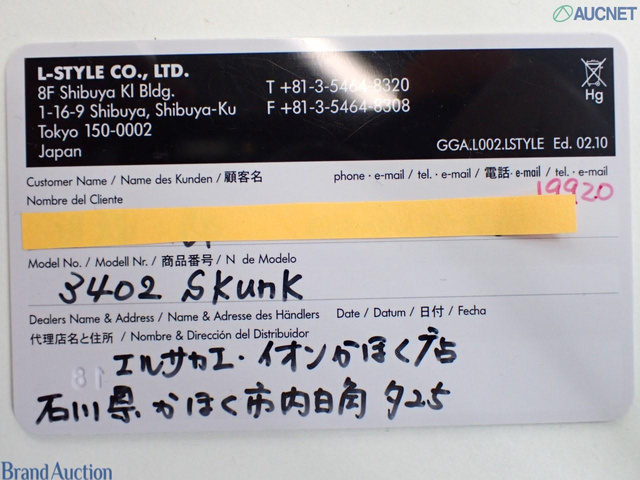 AUCNET
L-STYLE CO., LTD.
8F Shibuya KI Bldg.
1-16-9 Shibuya, Shibuya-Ku
Tokyo 150-0002
Japan
T +81-3-5464-8320
F +81-3-5464-8308
Hg
GGA.L002.LSTYLE Ed. 02.10
Customer Name / Name des Kunden / 顧客名
Nombre del Cliente
phone · e-mail / tel. · e-mail / 電話 · e-mail / tel. · e-mail
19920
Model No. / Modell Nr. / 商品番号 / N de Modelo
3402 Skunk
Dealers Name & Address / Name & Adresse des Händlers Date / Datum / 日付 / Fecha
代理店名と住所 / Nombre & Dirección del Distribuidor
エルサカエ・イオンかほく店
石川県かほく市内日角タ25
Brand Auction